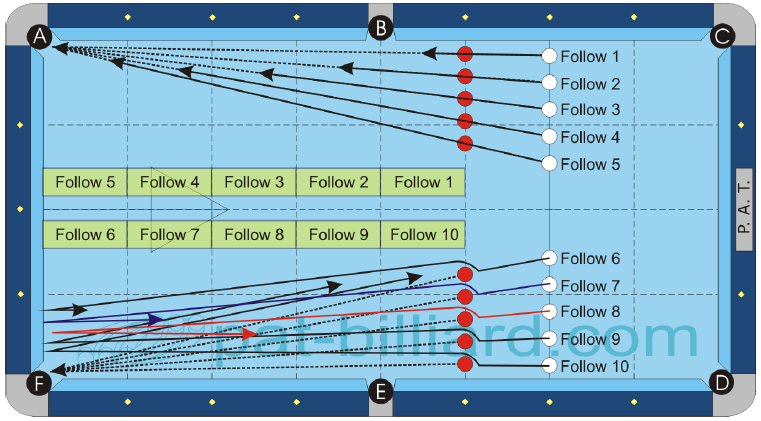 A
B
C
Follow 1
Follow 2
Follow 3
Follow 4
Follow 5
Follow 5 Follow 4 Follow 3 Follow 2 Follow 1
P. A. T.
Follow 6 Follow 7 Follow 8 Follow 9 Follow 10
Follow 6
Follow 7
Follow 8
pat-billiard.com
Follow 9
Follow 10
F
E
D